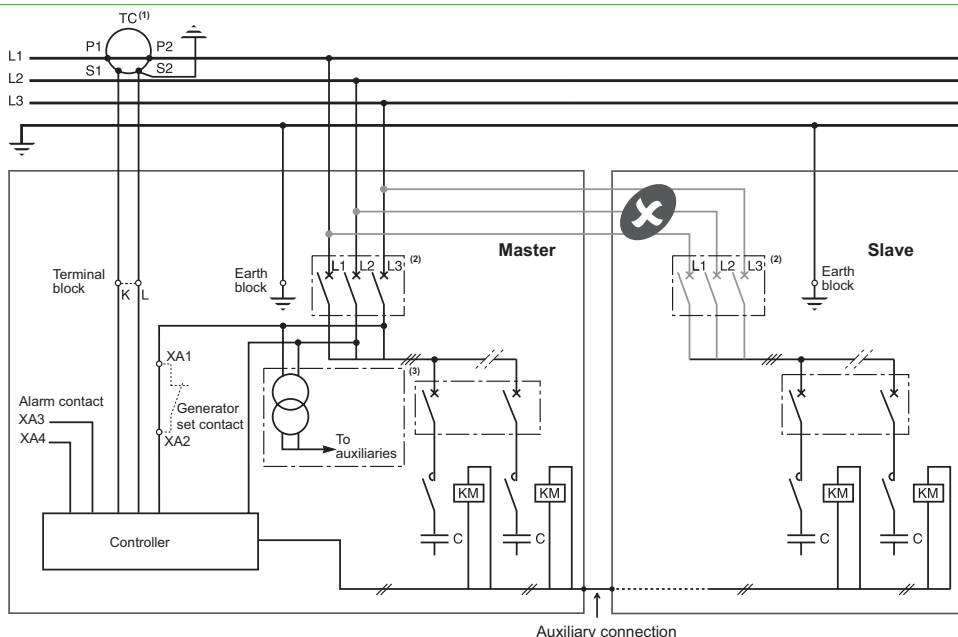 TC(1)
P1 P2
L1
S1 S2
L2
L3
Master
Slave
Terminal
block
K L
Earth
block
L1 L2 L3 (2)
L1 L2 L3 (2)
Earth
block
XA1
(3)
Alarm contact
XA3
XA4
Generator
set contact
XA2
To
auxiliaries
KM KM KM KM
C C C C
Controller
Auxiliary connection